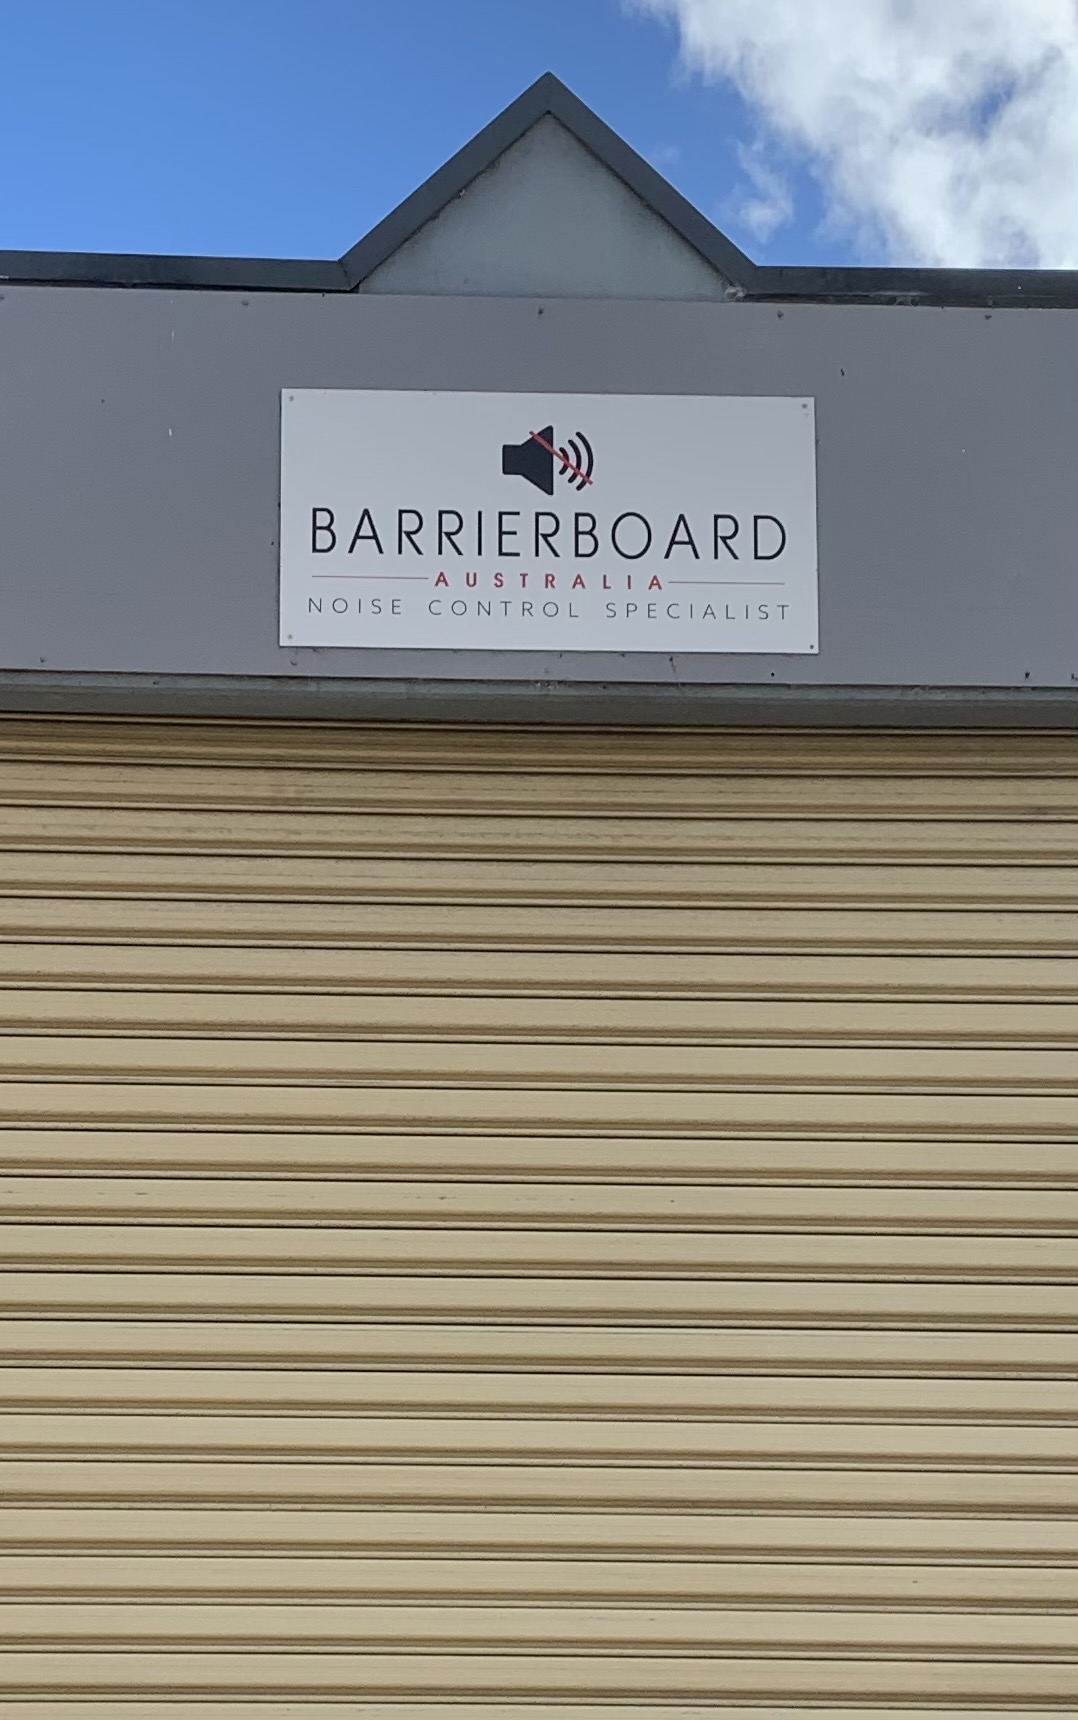 BARRIERBOARD
AUSTRALIA
NOISE CONTROL SPECIALIST